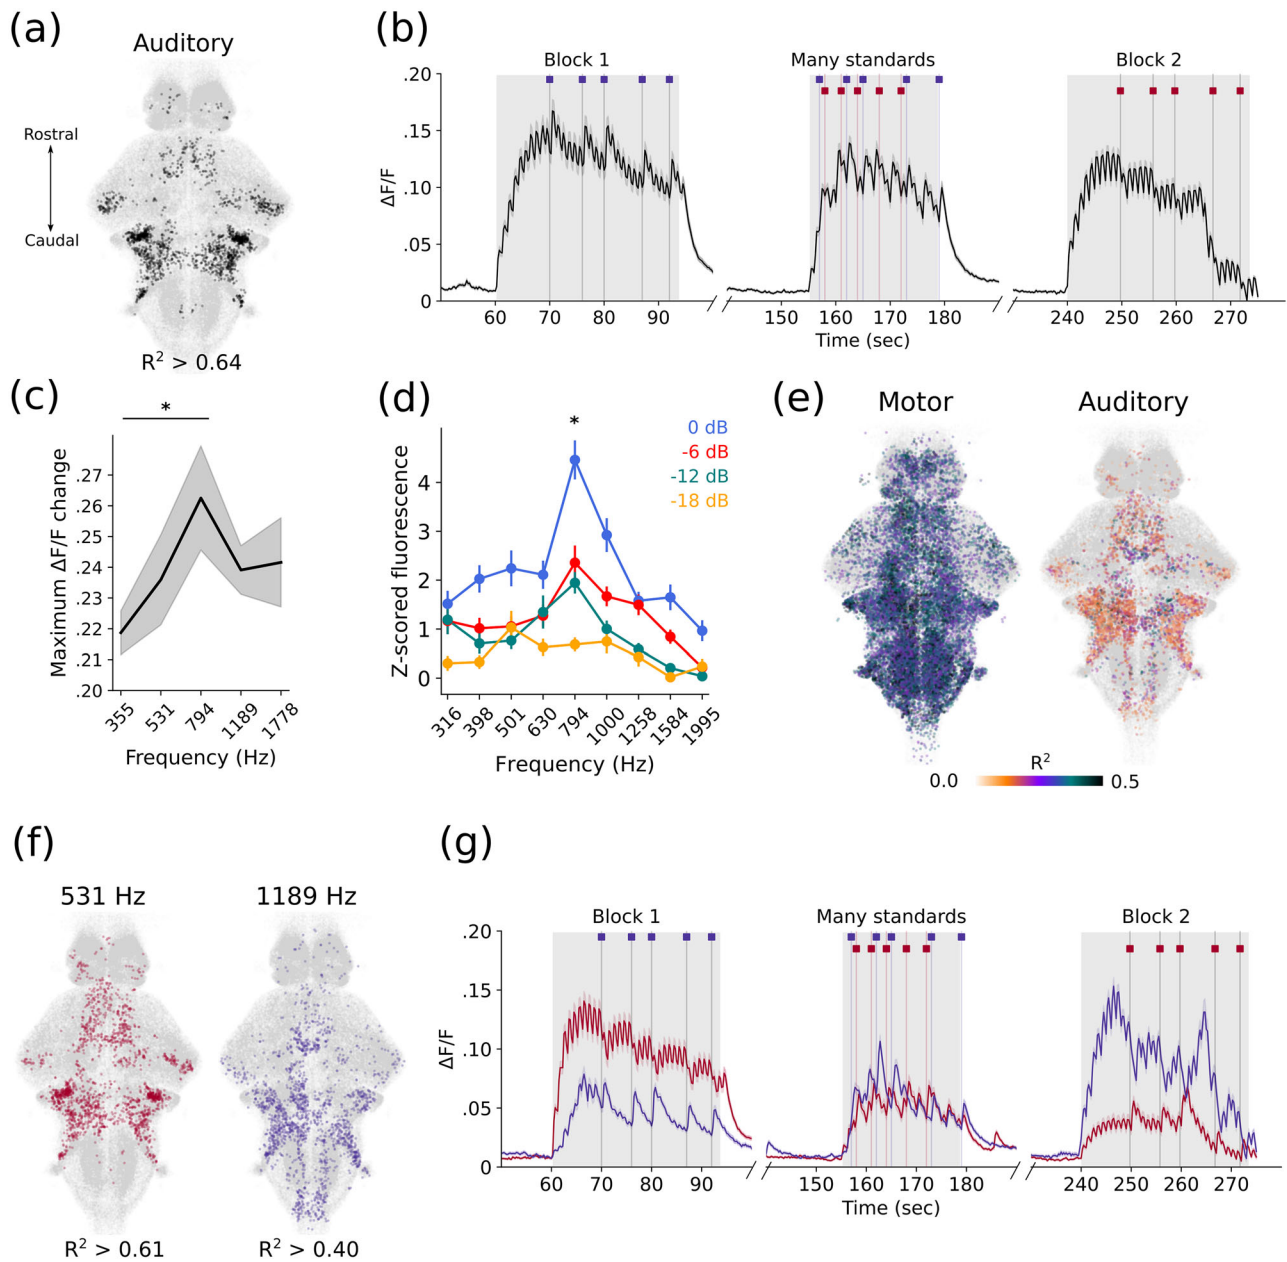 (a)
Auditory
Rostral
Caudal
R² > 0.64
(b)
Block 1
Many standards
Block 2
ΔF/F
.20
.15
.10
.05
0
60 70 80 90
150 160 170 180
240 250 260 270
Time (sec)
(c)
*
Maximum ΔF/F change
.27
.26
.25
.24
.23
.22
.21
.20
355 531 794 1189 1778
Frequency (Hz)
(d)
*
0 dB
-6 dB
-12 dB
-18 dB
Z-scored fluorescence
4
3
2
1
0
316 398 501 630 794 1000 1258 1584 1995
Frequency (Hz)
(e)
Motor
Auditory
R²
0.0 0.5
(f)
531 Hz
1189 Hz
R² > 0.61
R² > 0.40
(g)
Block 1
Many standards
Block 2
ΔF/F
.20
.15
.10
.05
0
60 70 80 90
150 160 170 180
240 250 260 270
Time (sec)